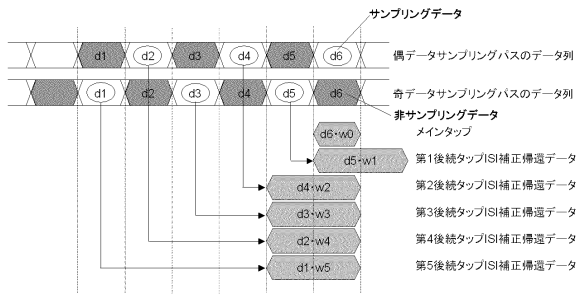 サンプリングデータ
d1 d2 d3 d4 d5 d6 偶データサンプリングパスのデータ列
d1 d2 d3 d4 d5 d6 奇データサンプリングパスのデータ列
非サンプリングデータ
d6・w0 メインタップ
d5・w1 第1後続タップISI補正帰還データ
d4・w2 第2後続タップISI補正帰還データ
d3・w3 第3後続タップISI補正帰還データ
d2・w4 第4後続タップISI補正帰還データ
d1・w5 第5後続タップISI補正帰還データ